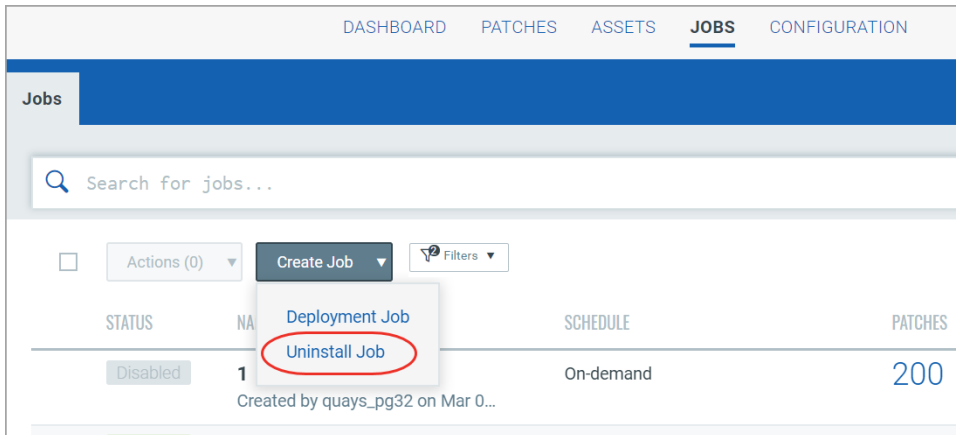 DASHBOARD PATCHES ASSETS JOBS CONFIGURATION
Jobs
Search for jobs...
Actions (0) Create Job 2 Filters
Deployment Job
Uninstall Job
STATUS NA SCHEDULE PATCHES
Disabled 1 On-demand 200
Created by quays_pg32 on Mar 0...